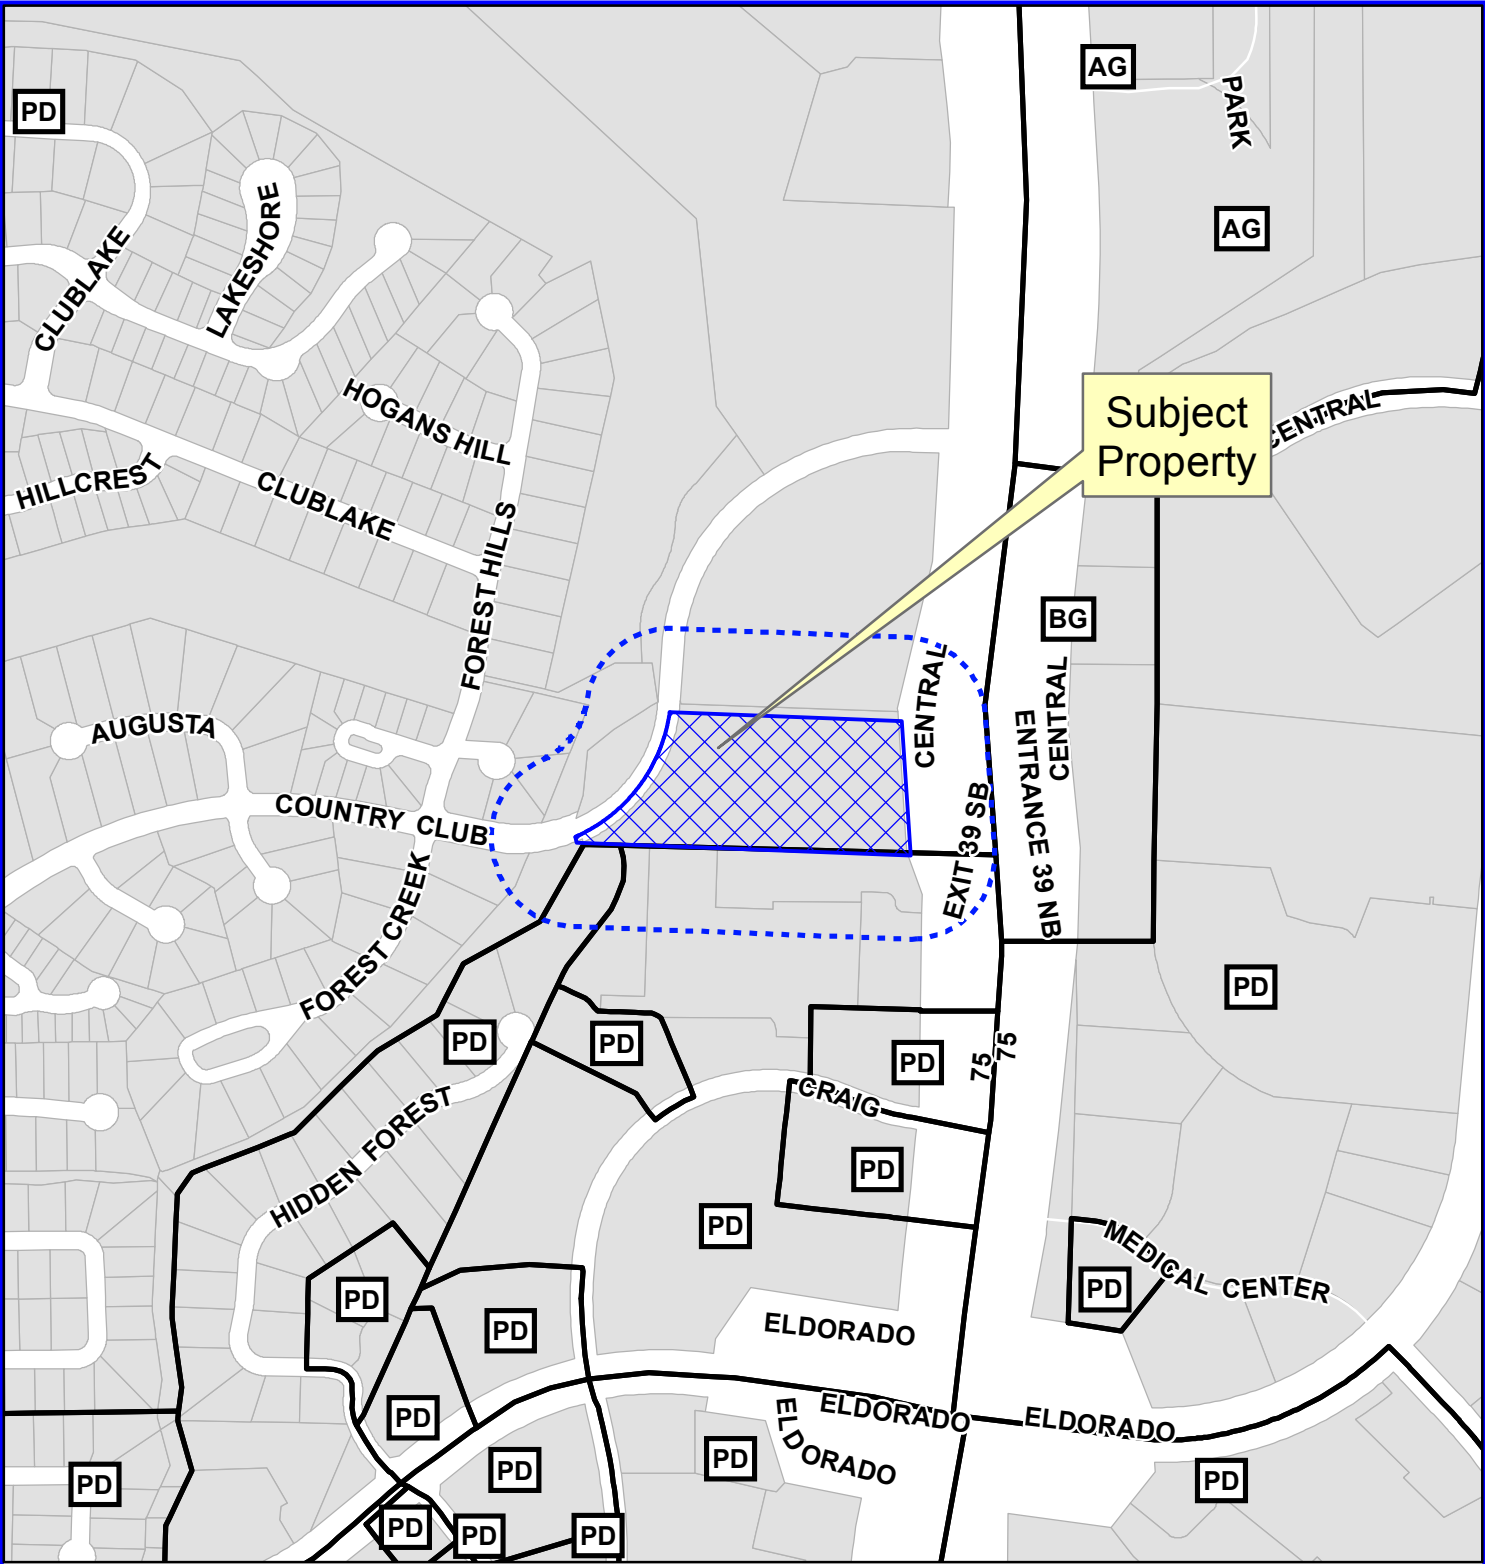 AG
PARK
PD
AG
LAKESHORE
CLUBLAKE
Subject
Property
CENTRAL
HOGANS HILL
HILLCREST
CLUBLAKE
FOREST HILLS
BG
CENTRAL
CENTRAL
AUGUSTA
ENTRANCE 39 NB
COUNTRY CLUB
EXIT 39 SB
FOREST CREEK
PD
PD
PD
PD
75
75
CRAIG
HIDDEN FOREST
PD
PD
MEDICAL CENTER
PD
PD
PD
ELDORADO
ELDORADO
ELDORADO
ELDORADO
PD
PD
PD
PD
PD
PD
PD
PD